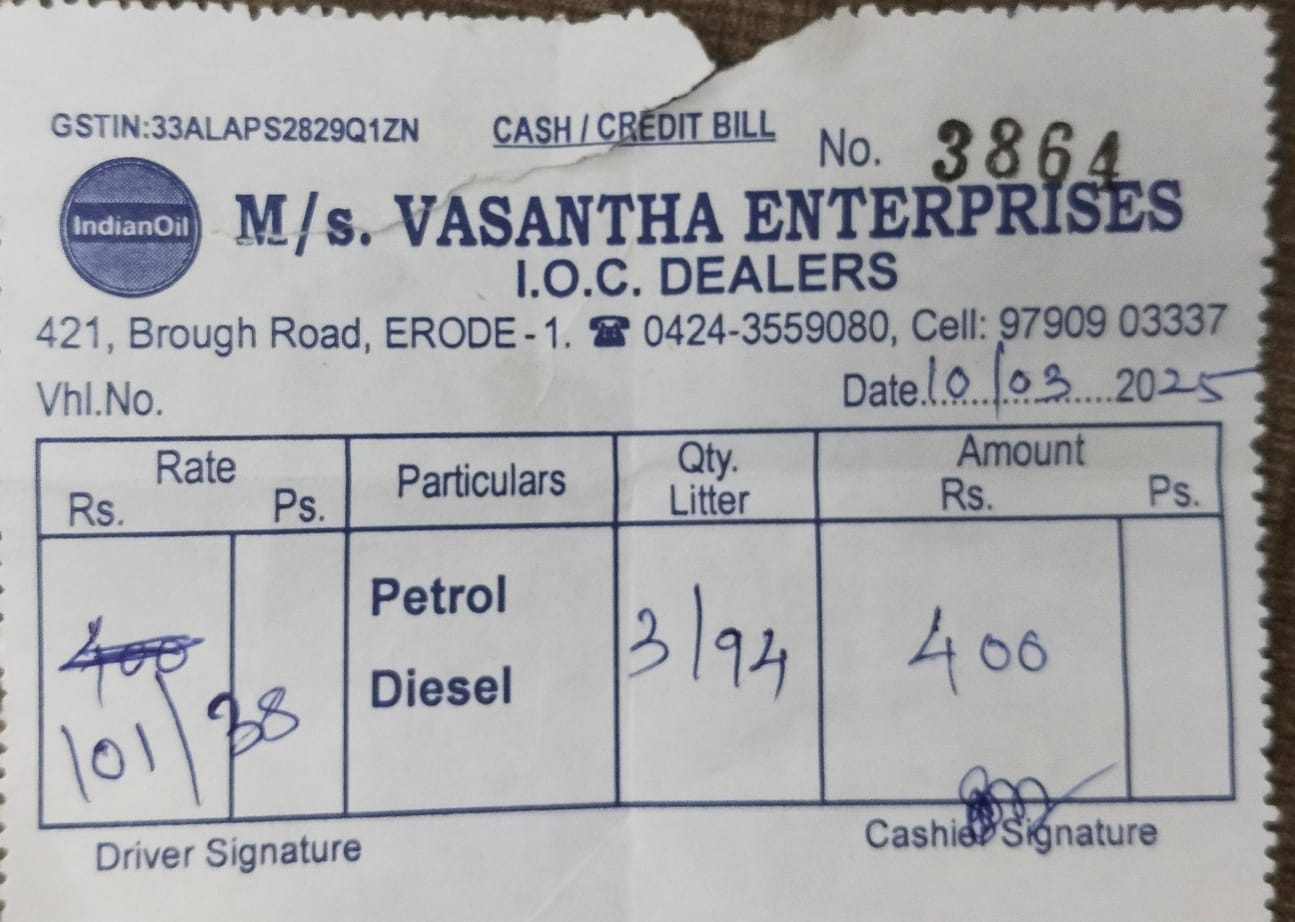 GSTIN:33ALAPS2829Q1ZN CASH / CREDIT BILL No. 3864
IndianOil M/s. VASANTHA ENTERPRISES
I.O.C. DEALERS
421, Brough Road, ERODE - 1. ☎ 0424-3559080, Cell: 97909 03337
Vhl.No. Date.10/03.....2025
Rate Particulars Qty. Amount
Rs. Ps. Litter Rs. Ps.
Petrol
400 3/94 400
Diesel
101/38
Driver Signature Cashier Signature